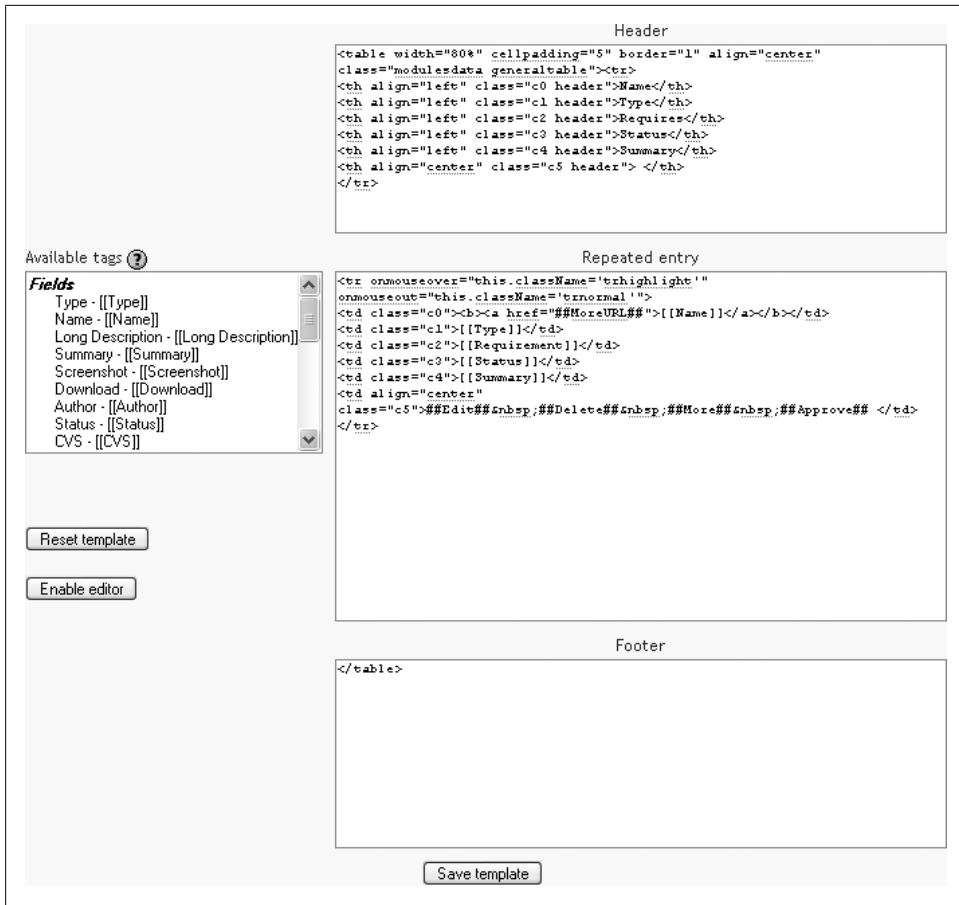 Header
<table width="80%" cellpadding="5" border="1" align="center"
class="modulesdata generaltable"><tr>
<th align="left" class="c0 header">Name</th>
<th align="left" class="c1 header">Type</th>
<th align="left" class="c2 header">Requires</th>
<th align="left" class="c3 header">Status</th>
<th align="left" class="c4 header">Summary</th>
<th align="center" class="c5 header"> </th>
</tr>
Available tags ?
Fields
Type - [[Type]]
Name - [[Name]]
Long Description - [[Long Description]]
Summary - [[Summary]]
Screenshot - [[Screenshot]]
Download - [[Download]]
Author - [[Author]]
Status - [[Status]]
CVS - [[CVS]]
Reset template
Enable editor
Repeated entry
<tr onmouseover="this.className='trhighlight'"
onmouseout="this.className='trnormal'">
<td class="c0"><b><a href="##MoreURL##">[[Name]]</a></b></td>
<td class="c1">[[Type]]</td>
<td class="c2">[[Requirement]]</td>
<td class="c3">[[Status]]</td>
<td class="c4">[[Summary]]</td>
<td align="center"
class="c5">##Edit##&nbsp;##Delete##&nbsp;##More##&nbsp;##Approve## </td>
</tr>
Footer
</table>
Save template